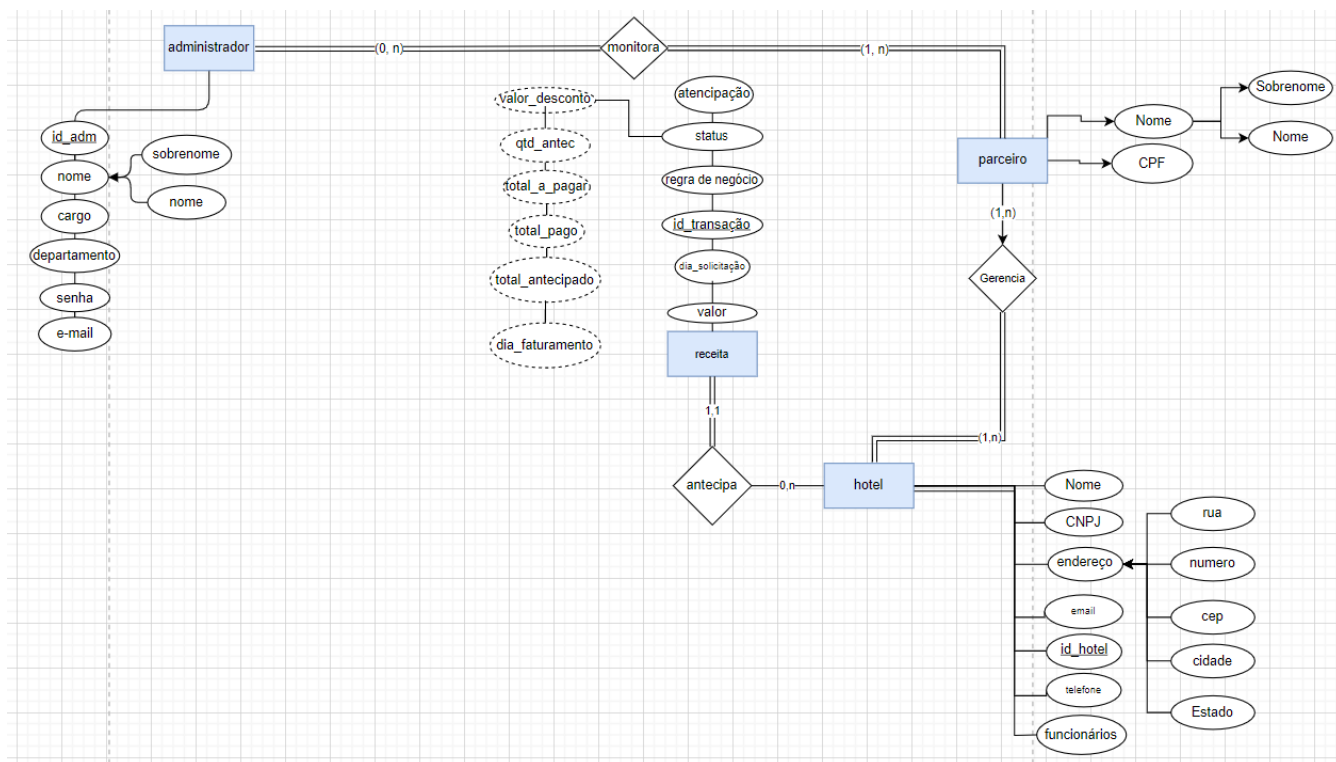 administrador
(0, n)
monitora
(1, n)
id_adm
nome
sobrenome
nome
cargo
departamento
senha
e-mail
valor_desconto
qtd_antec
total_a_pagar
total_pago
total_antecipado
dia_faturamento
atencipação
status
regra de negócio
id_transação
dia_solicitação
valor
receita
1,1
antecipa
0,n
hotel
parceiro
Nome
Sobrenome
Nome
CPF
(1,n)
Gerencia
(1,n)
Nome
CNPJ
endereço
email
id_hotel
telefone
funcionários
rua
numero
cep
cidade
Estado